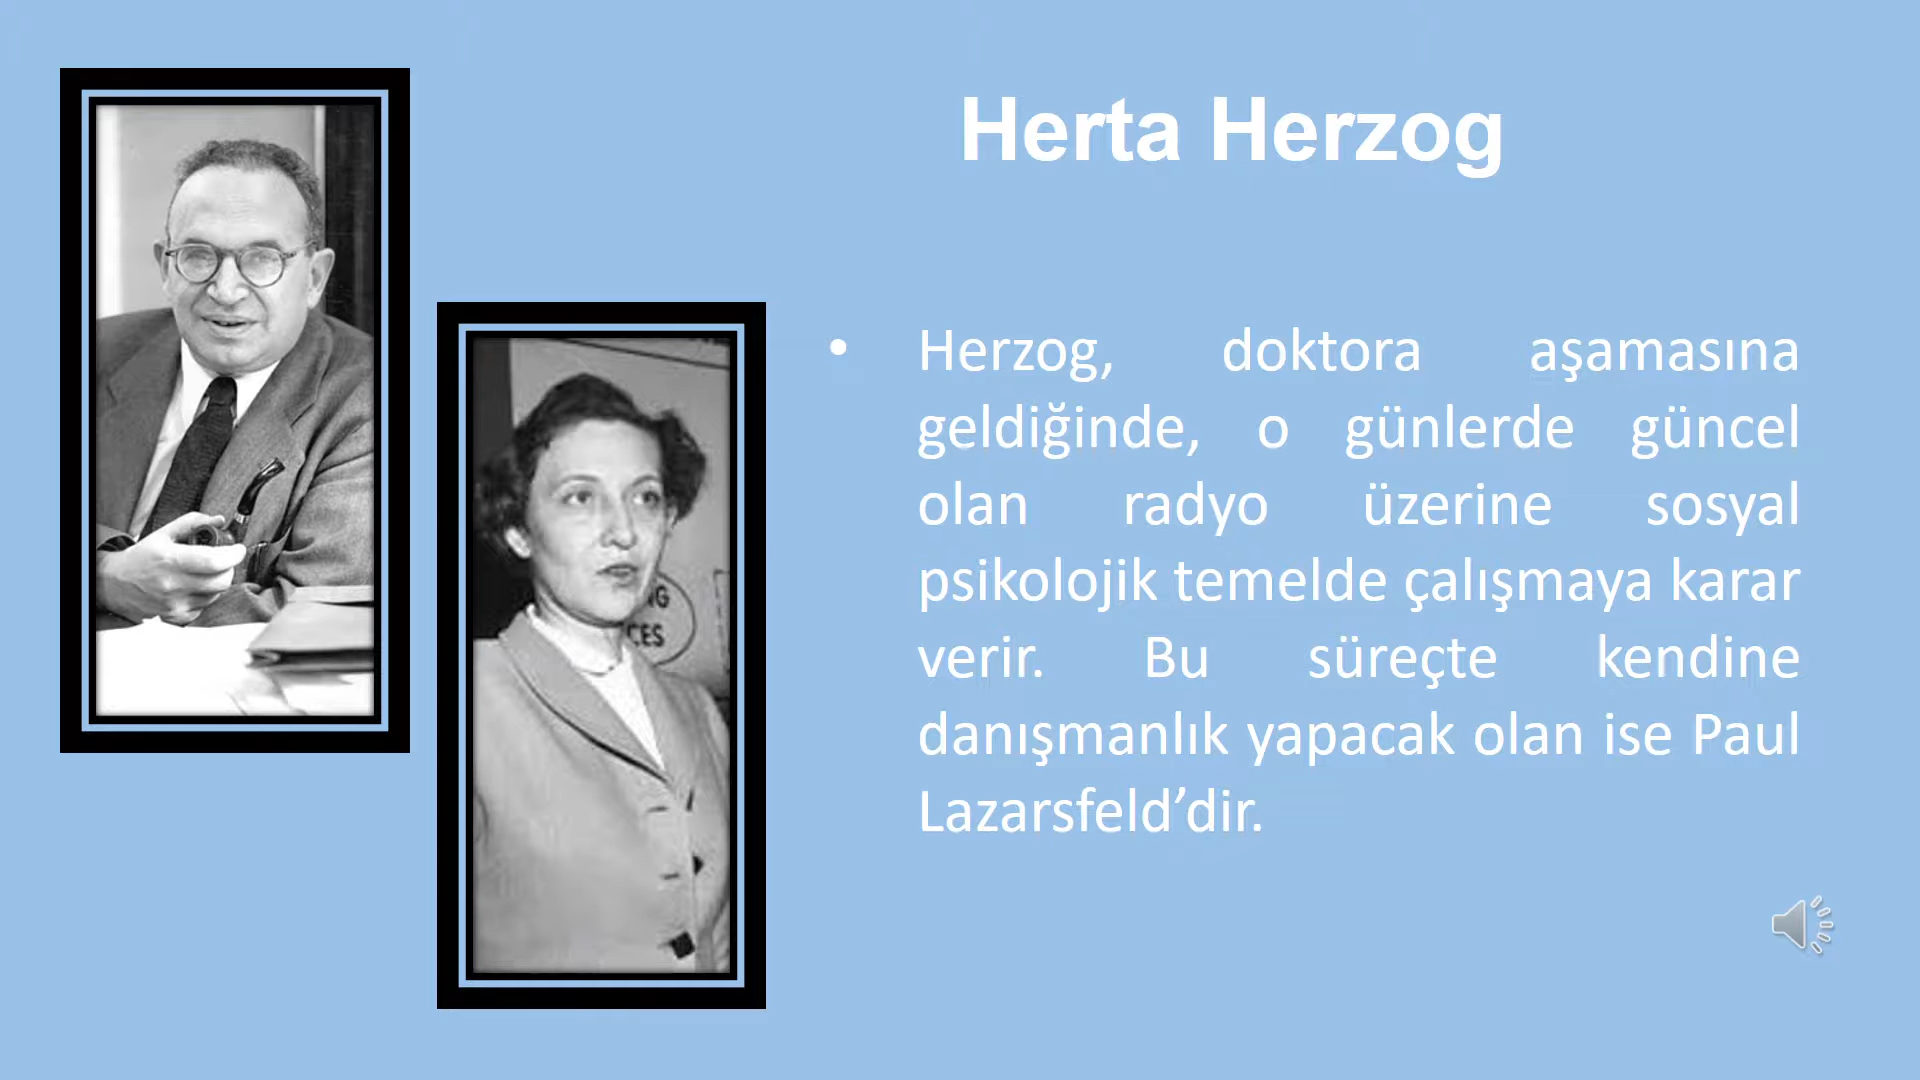 Herta Herzog
• Herzog, doktora aşamasına
geldiğinde, o günlerde güncel
olan radyo üzerine sosyal
psikolojik temelde çalışmaya karar
verir. Bu süreçte kendine
danışmanlık yapacak olan ise Paul
Lazarsfeld’dir.